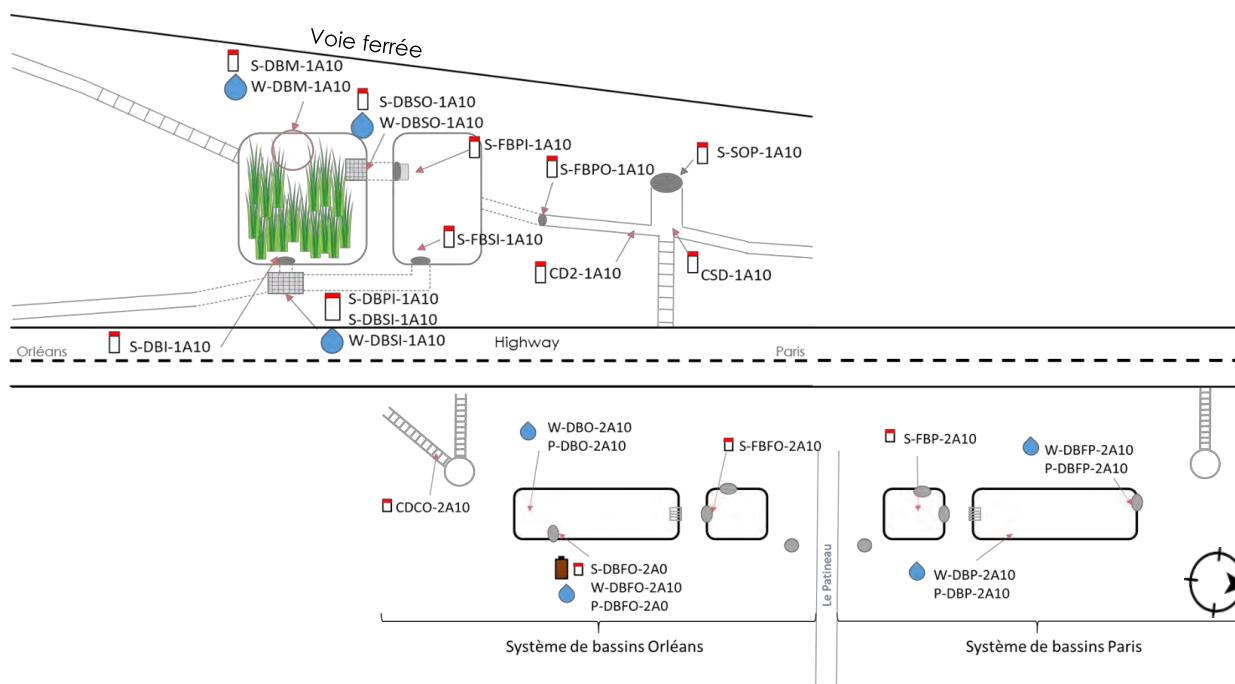 Voie ferrée
S-DBM-1A10
W-DBM-1A10
S-DBSO-1A10
W-DBSO-1A10
S-FBPI-1A10
S-FBPO-1A10
S-SOP-1A10
S-FBSI-1A10
CD2-1A10
CSD-1A10
S-DBPI-1A10
S-DBSI-1A10
W-DBSI-1A10
S-DBI-1A10
Orléans
Highway
Paris
W-DBO-2A10
P-DBO-2A10
S-FBFO-2A10
S-FBP-2A10
W-DBFP-2A10
P-DBFP-2A10
CDCO-2A10
S-DBFO-2A0
W-DBFO-2A10
P-DBFO-2A0
W-DBP-2A10
P-DBP-2A10
Le Patineau
Système de bassins Orléans
Système de bassins Paris